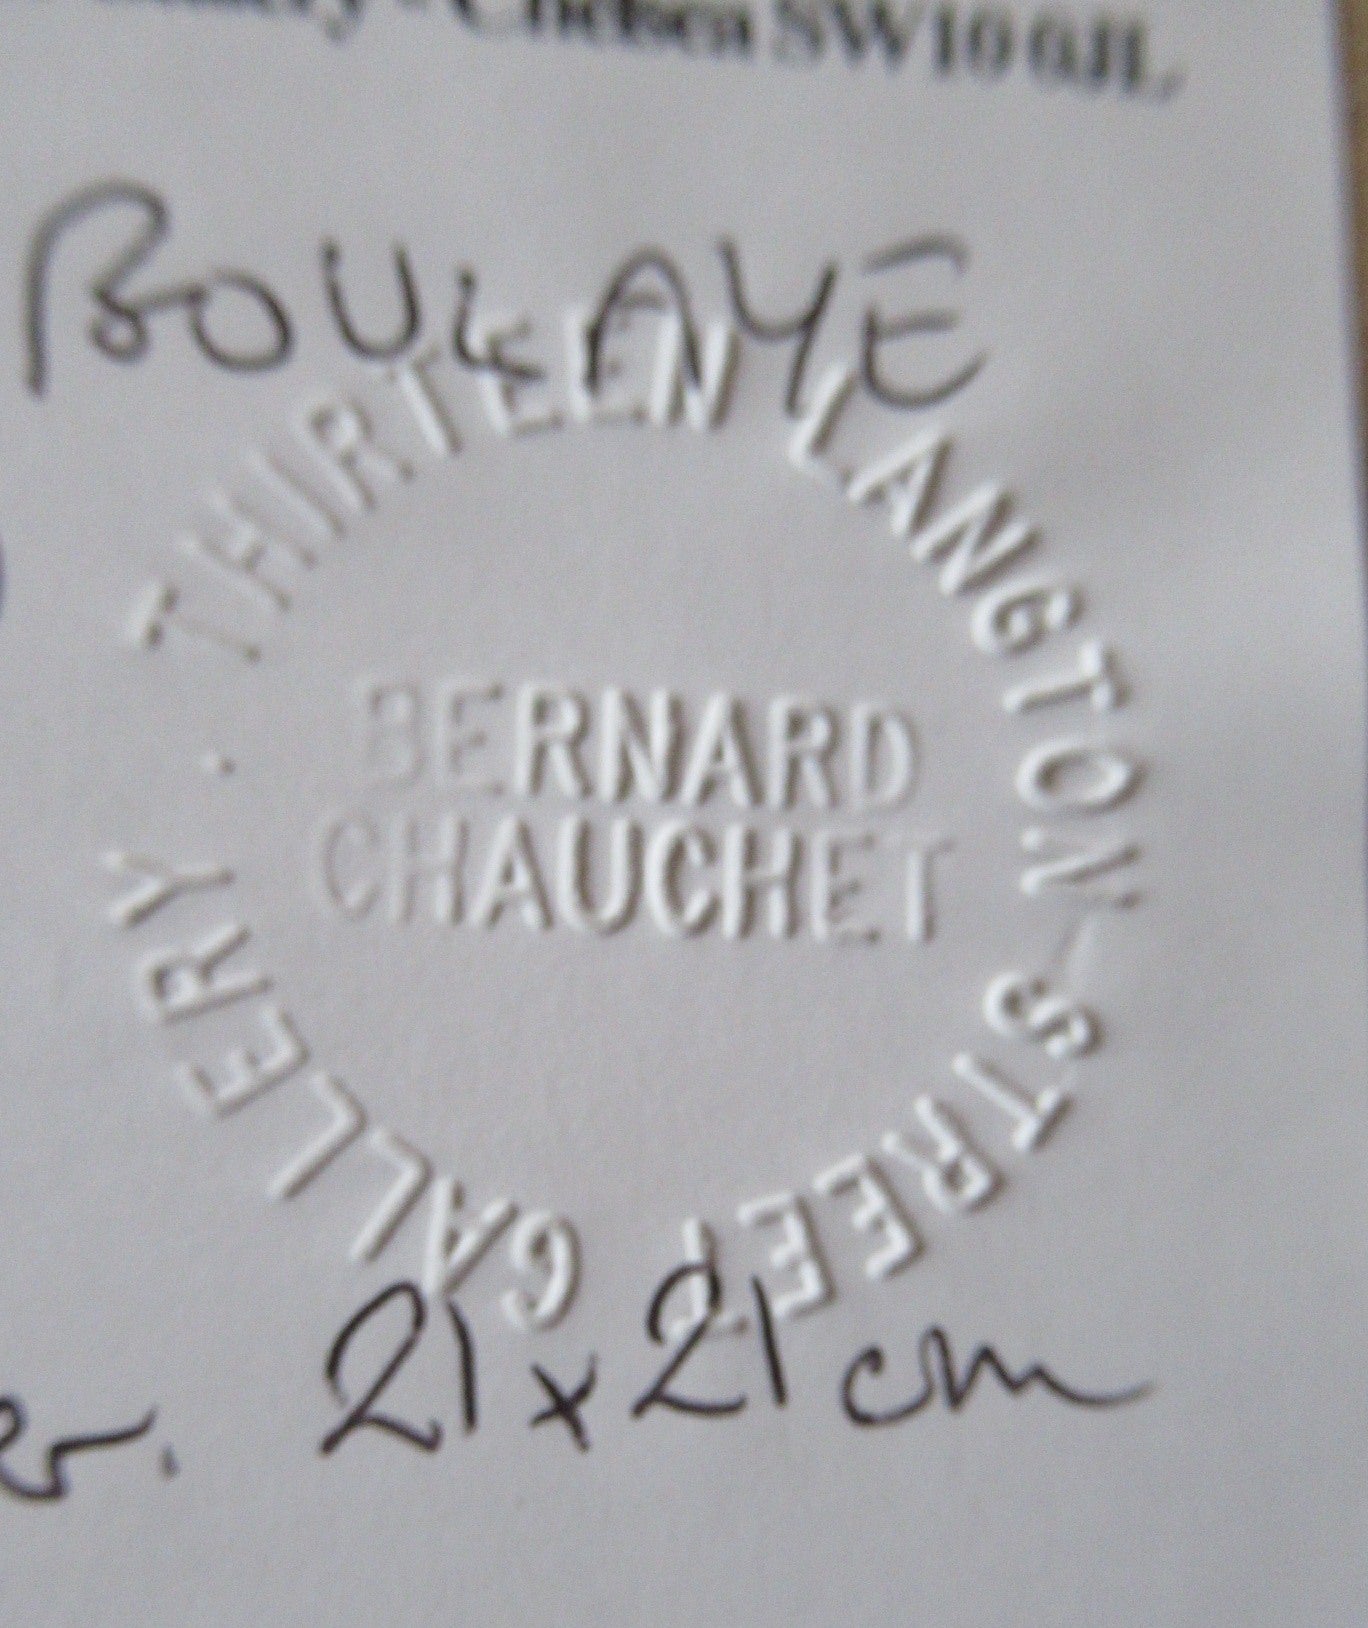 Chelsea SW10 0JL
BOULAYE
THIRTEEN LANGTON STREET GALLERY .
BERNARD
CHAUCHET
21 x 21 cm